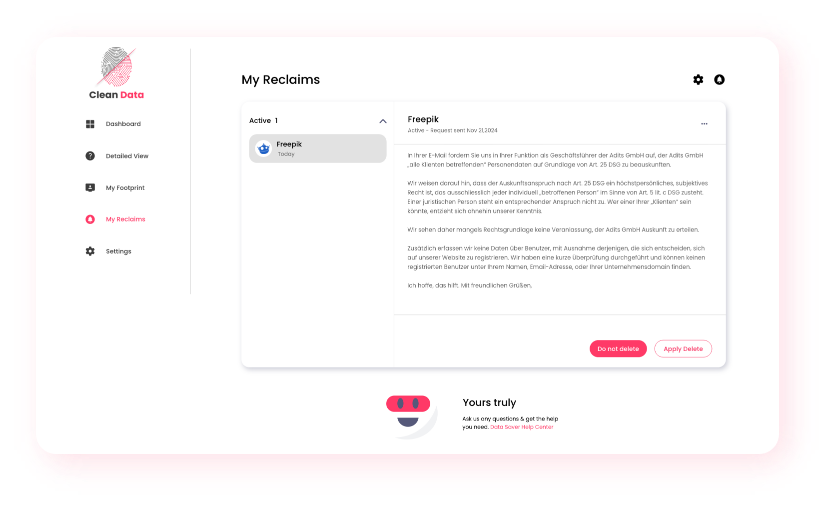 Clean Data
Dashboard
Detailed View
My Footprint
My Reclaims
Settings
My Reclaims
Active 1
Freepik
Today
Freepik
Active - Request sent Nov 21,2024
...
In Ihrer E-Mail fordern Sie uns in Ihrer Funktion als Geschäftsführer der Adits GmbH auf, der Adits GmbH
„alle Klienten betreffenden" Personendaten auf Grundlage von Art. 25 DSG zu beauskunften.
Wir weisen darauf hin, dass der Auskunftsanspruch nach Art. 25 DSG ein höchstpersönliches, subjektives
Recht ist, das ausschliesslich jeder individuell „betroffenen Person" im Sinne von Art. 5 lit. c DSG zusteht.
Einer juristischen Person steht ein entsprechender Anspruch nicht zu. Wer einer Ihrer „Klienten" sein
könnte, entzieht sich ohnehin unserer Kenntnis.
Wir sehen daher mangels Rechtsgrundlage keine Veranlassung, der Adits GmbH Auskunft zu erteilen.
Zusätzlich erfassen wir keine Daten über Benutzer, mit Ausnahme derjenigen, die sich entscheiden, sich
auf unserer Website zu registrieren. Wir haben eine kurze Überprüfung durchgeführt und können keinen
registrierten Benutzer unter Ihrem Namen, Email-Adresse, oder Ihrer Unternehmensdomain finden.
Ich hoffe, das hilft. Mit freundlichen Grüßen.
Do not delete
Apply Delete
Yours truly
Ask us any questions & get the help
you need. Data Saver Help Center